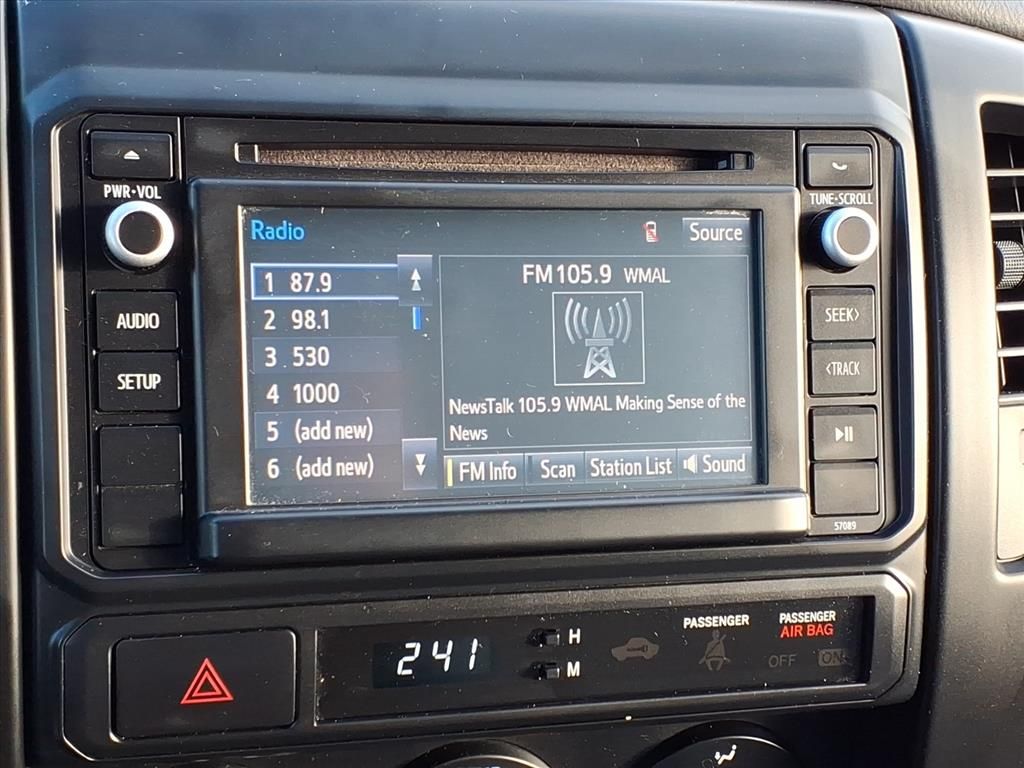 PWR•VOL
AUDIO
SETUP
Radio
Source
1 87.9
2 98.1
3 530
4 1000
5 (add new)
6 (add new)
FM105.9 WMAL
NewsTalk 105.9 WMAL Making Sense of the
News
FM Info Scan Station List Sound
TUNE•SCROLL
SEEK>
<TRACK
57089
241
H
M
PASSENGER
PASSENGER
AIR BAG
OFF ON